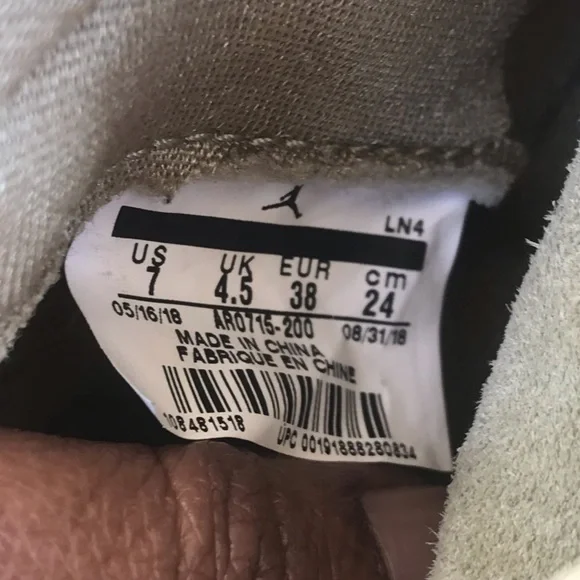 LN4
US UK EUR cm
7 4.5 38 24
05/16/18 AR0715-200 08/31/18
MADE IN CHINA
FABRIQUE EN CHINE
108481518 UPC 00191888280834